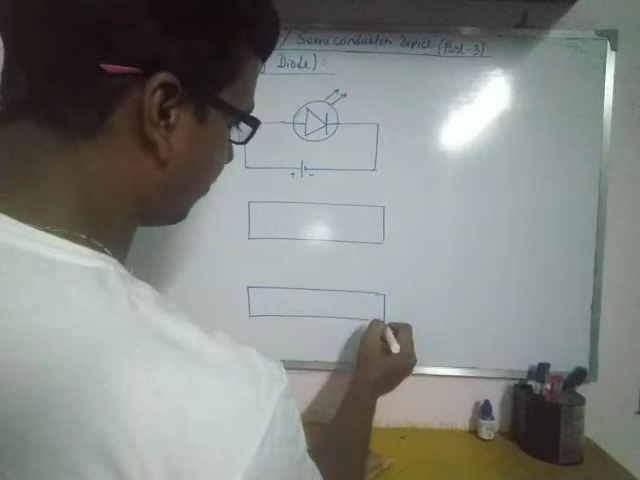 / Semiconductor Device (Part-3)
Diode):
+ -